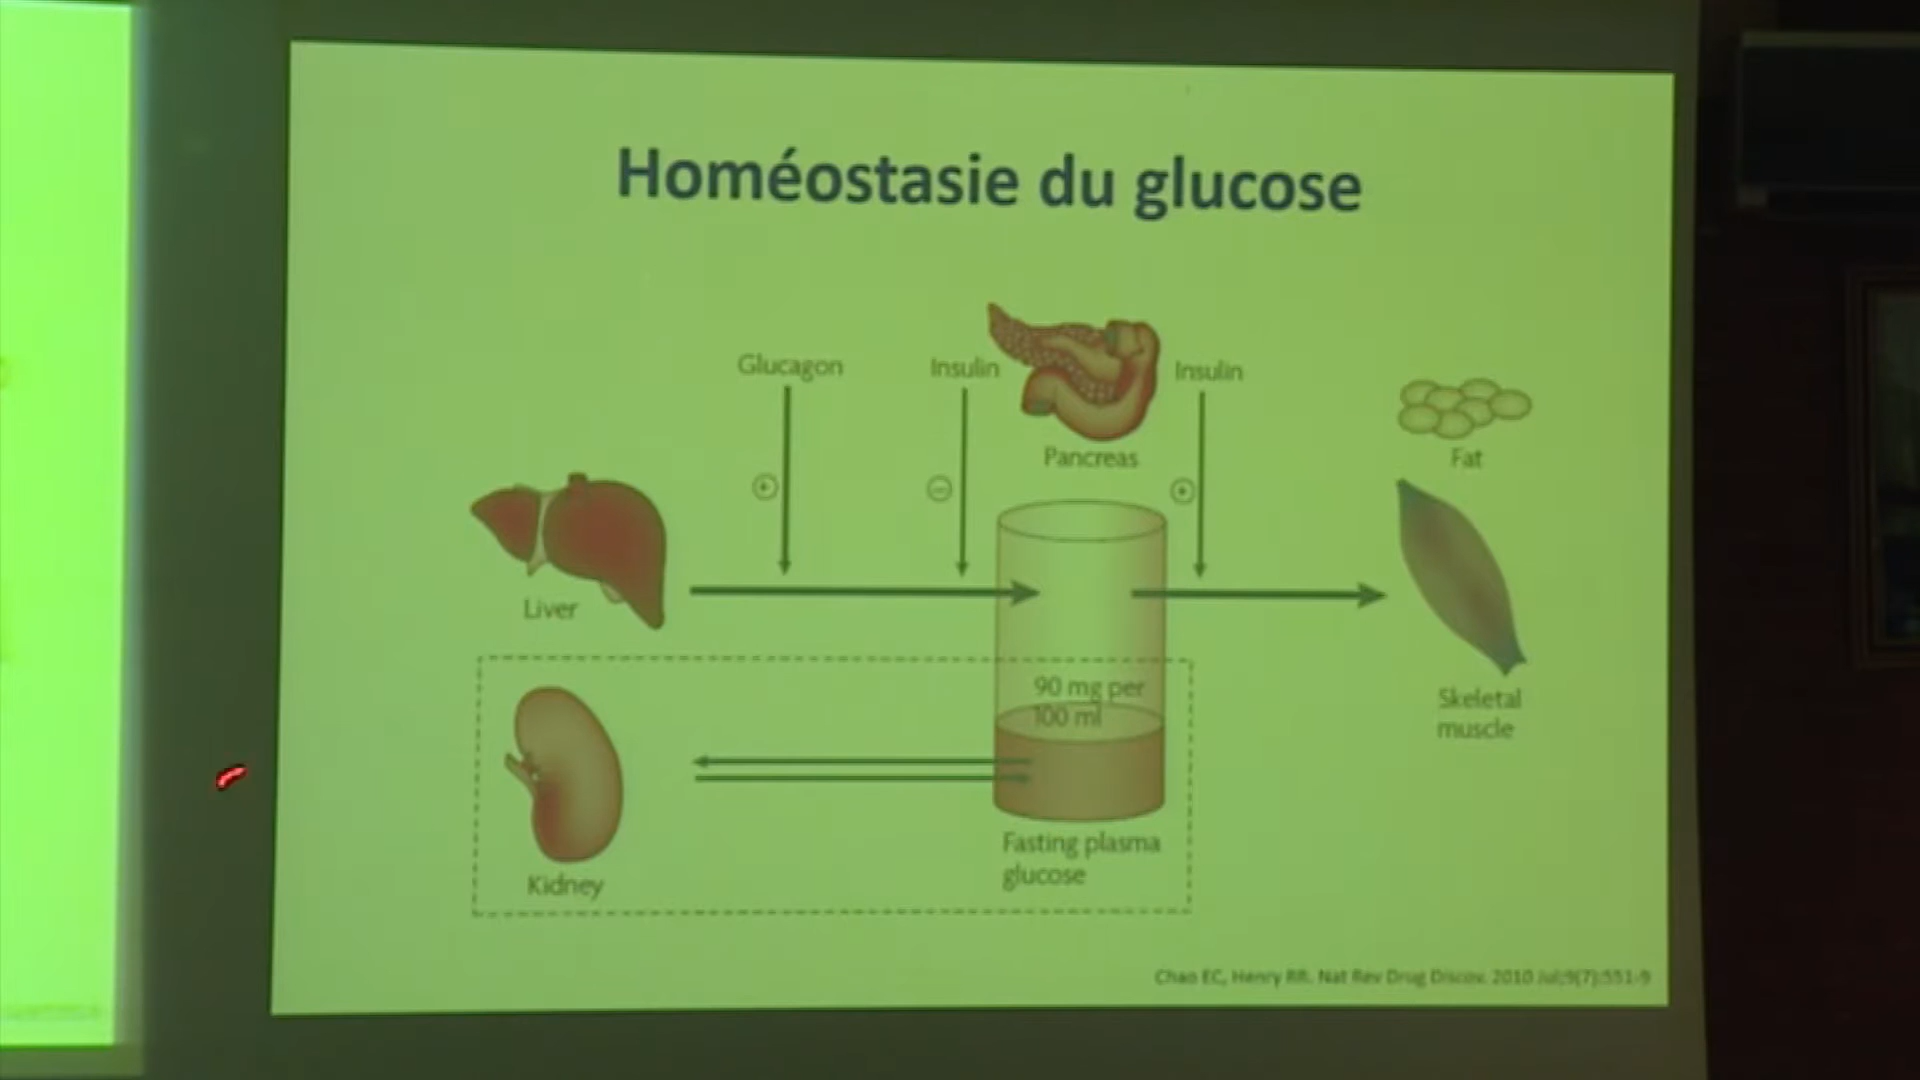 Homéostasie du glucose
Glucagon
Insulin
Insulin
Pancreas
Fat
Liver
90 mg per
100 ml
Skeletal
muscle
Fasting plasma
glucose
Kidney
Chao EC, Henry RR. Nat Rev Drug Discov. 2010 Jul;9(7):551-9